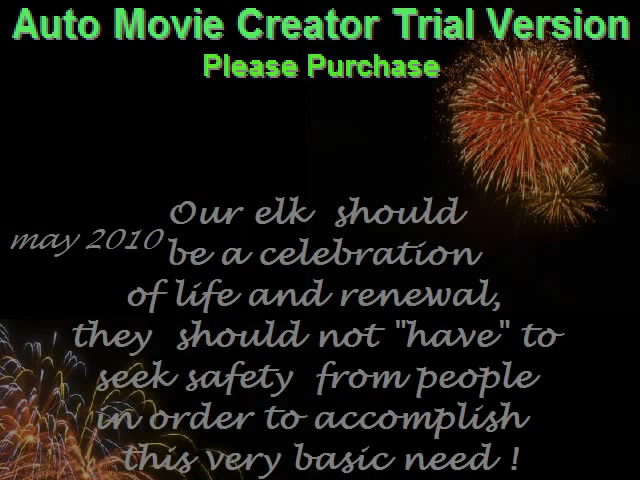 Auto Movie Creator Trial Version
Please Purchase
Our elk should
may 2010
be a celebration
of life and renewal,
they should not "have" to
seek safety from people
in order to accomplish
this very basic need !